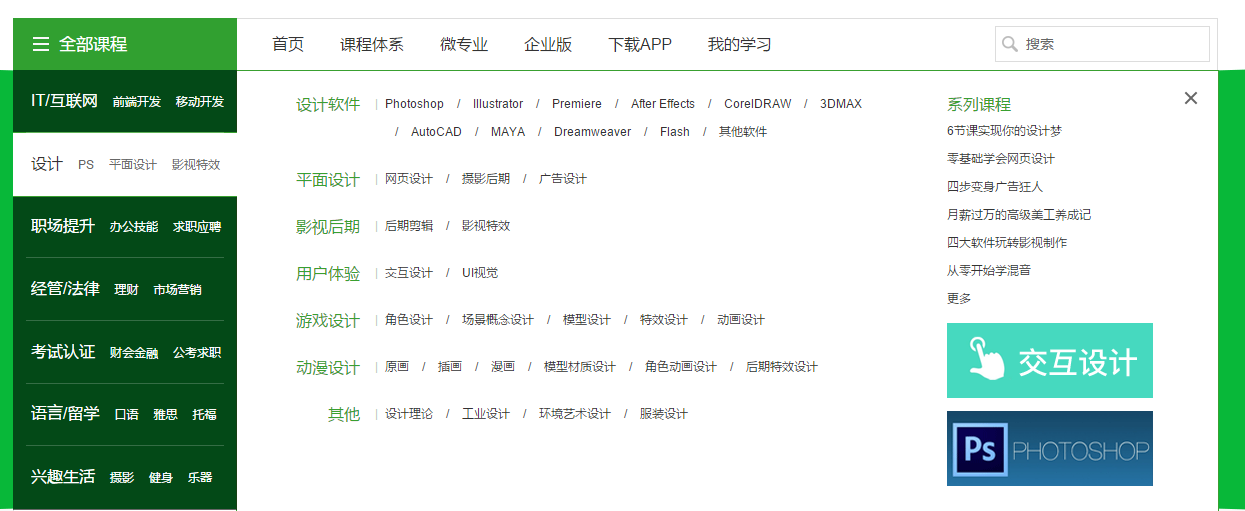 全部课程
首页 课程体系 微专业 企业版 下载APP 我的学习
搜索
IT/互联网 前端开发 移动开发
设计 PS 平面设计 影视特效
职场提升 办公技能 求职应聘
经管/法律 理财 市场营销
考试认证 财会金融 公考求职
语言/留学 口语 雅思 托福
兴趣生活 摄影 健身 乐器
设计软件 | Photoshop / Illustrator / Premiere / After Effects / CorelDRAW / 3DMAX
/ AutoCAD / MAYA / Dreamweaver / Flash / 其他软件
平面设计 | 网页设计 / 摄影后期 / 广告设计
影视后期 | 后期剪辑 / 影视特效
用户体验 | 交互设计 / UI视觉
游戏设计 | 角色设计 / 场景概念设计 / 模型设计 / 特效设计 / 动画设计
动漫设计 | 原画 / 插画 / 漫画 / 模型材质设计 / 角色动画设计 / 后期特效设计
其他 | 设计理论 / 工业设计 / 环境艺术设计 / 服装设计
系列课程
6节课实现你的设计梦
零基础学会网页设计
四步变身广告狂人
月薪过万的高级美工养成记
四大软件玩转影视制作
从零开始学混音
更多
交互设计
Ps PHOTOSHOP